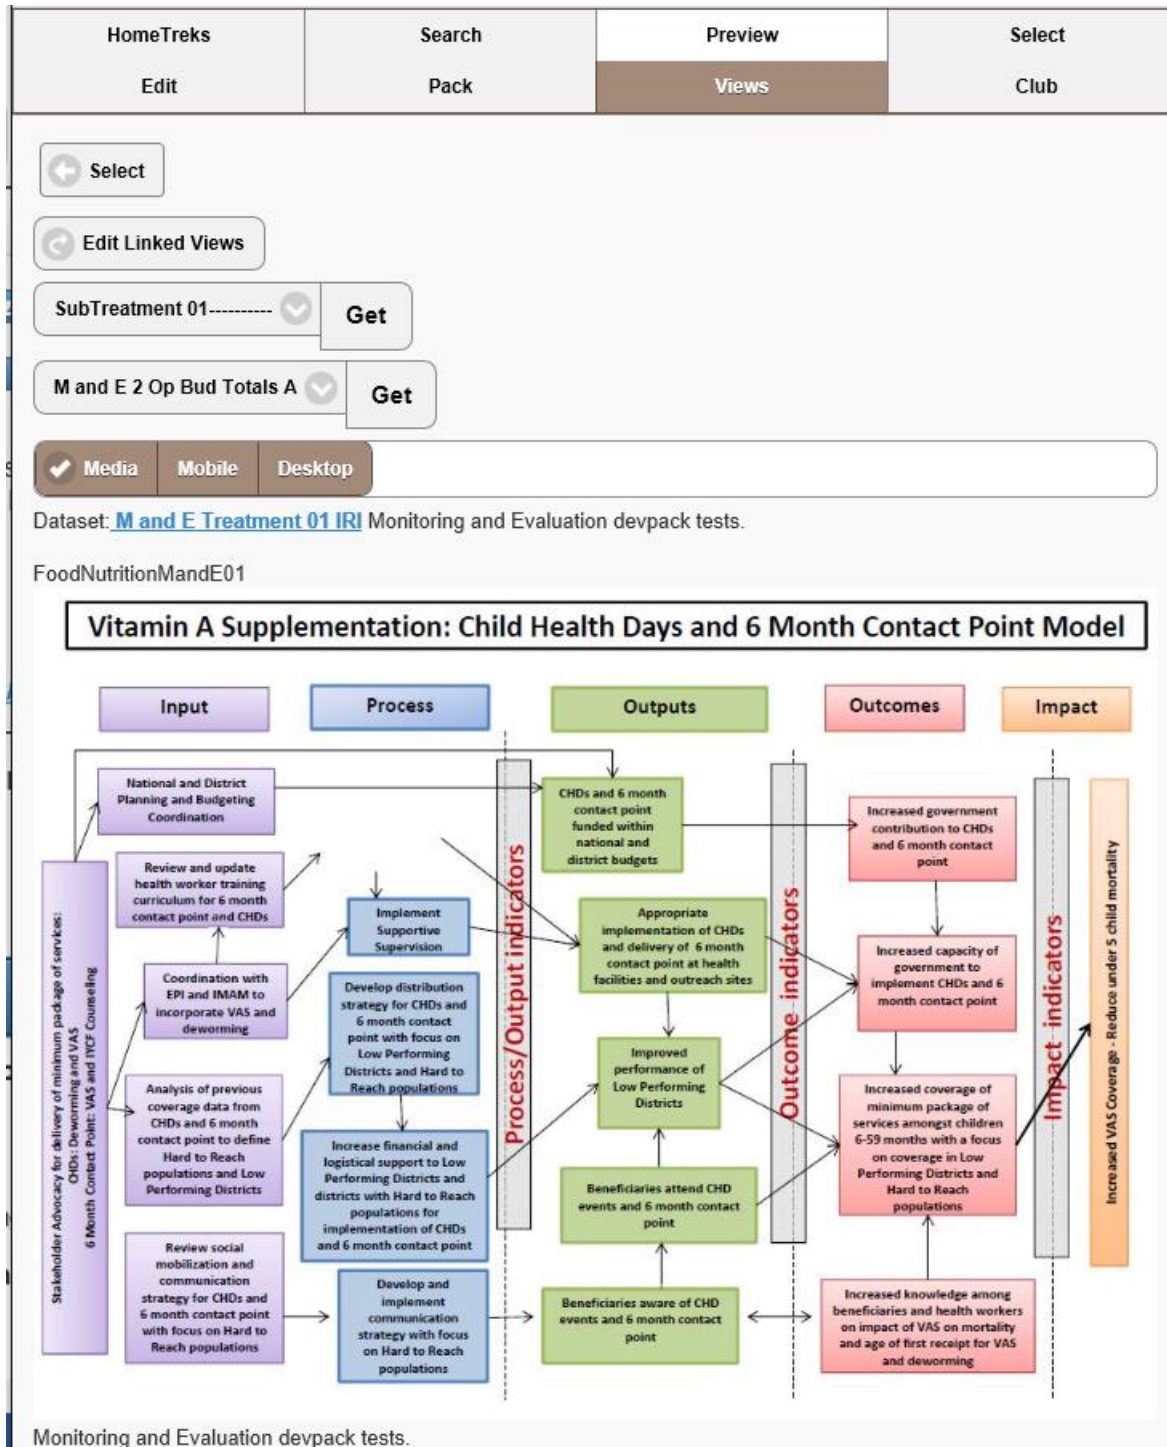 HomeTreks Search Preview Select
Edit Pack Views Club
Select
Edit Linked Views
SubTreatment 01----------
Get
M and E 2 Op Bud Totals A
Get
Media Mobile Desktop
Dataset: M and E Treatment 01 IRI Monitoring and Evaluation devpack tests.
FoodNutritionMandE01
Vitamin A Supplementation: Child Health Days and 6 Month Contact Point Model
Input Process Outputs Outcomes Impact
Stakeholder Advocacy for delivery of minimum package of services:
CHDs: Deworming and VAS
6 Month Contact Point: VAS and IYCF Counseling
National and District
Planning and Budgeting
Coordination
Review and update
health worker training
curriculum for 6 month
contact point and CHDs
Coordination with
EPI and IMAM to
incorporate VAS and
deworming
Analysis of previous
coverage data from
CHDs and 6 month
contact point to define
Hard to Reach
populations and Low
Performing Districts
Review social
mobilization and
communication
strategy for CHDs and
6 month contact point
with focus on Hard to
Reach populations
Implement
Supportive
Supervision
Develop distribution
strategy for CHDs and
6 month contact
point with focus on
Low Performing
Districts and Hard to
Reach populations
Increase financial and
logistical support to Low
Performing Districts and
districts with Hard to Reach
populations for
implementation of CHDs
and 6 month contact point
Develop and
implement
communication
strategy with focus
on Hard to Reach
populations
Process/Output indicators
CHDs and 6 month
contact point
funded within
national and
district budgets
Appropriate
implementation of CHDs
and delivery of 6 month
contact point at health
facilities and outreach sites
Improved
performance of
Low Performing
Districts
Beneficiaries attend CHD
events and 6 month contact
point
Beneficiaries aware of CHD
events and 6 month contact
point
Outcome indicators
Increased government
contribution to CHDs
and 6 month contact
point
Increased capacity of
government to
implement CHDs and 6
month contact point
Increased coverage of
minimum package of
services amongst children
6-59 months with a focus
on coverage in Low
Performing Districts and
Hard to Reach
populations
Increased knowledge among
beneficiaries and health workers
on impact of VAS on mortality
and age of first receipt for VAS
and deworming
Impact indicators
Increased VAS Coverage - Reduce under 5 child mortality
Monitoring and Evaluation devpack tests.